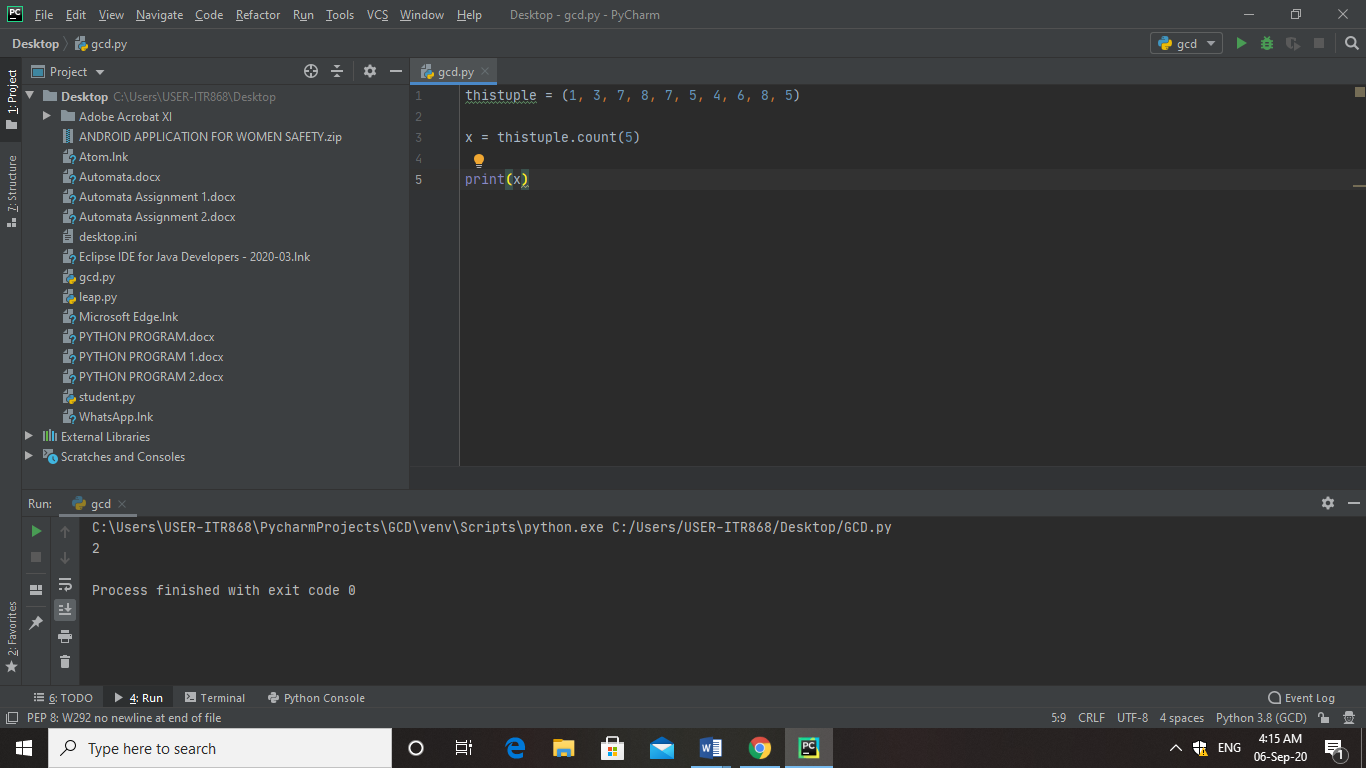 File Edit View Navigate Code Refactor Run Tools VCS Window Help Desktop - gcd.py - PyCharm
Desktop gcd.py gcd
1: Project
7: Structure
2: Favorites
Project
Desktop C:\Users\USER-ITR868\Desktop
Adobe Acrobat XI
ANDROID APPLICATION FOR WOMEN SAFETY.zip
Atom.lnk
Automata.docx
Automata Assignment 1.docx
Automata Assignment 2.docx
desktop.ini
Eclipse IDE for Java Developers - 2020-03.lnk
gcd.py
leap.py
Microsoft Edge.lnk
PYTHON PROGRAM.docx
PYTHON PROGRAM 1.docx
PYTHON PROGRAM 2.docx
student.py
WhatsApp.lnk
External Libraries
Scratches and Consoles
gcd.py
1 thistuple = (1, 3, 7, 8, 7, 5, 4, 6, 8, 5)
2
3 x = thistuple.count(5)
4
5 print(x)
Run: gcd
C:\Users\USER-ITR868\PycharmProjects\GCD\venv\Scripts\python.exe C:/Users/USER-ITR868/Desktop/GCD.py
2
Process finished with exit code 0
6: TODO 4: Run Terminal Python Console Event Log
PEP 8: W292 no newline at end of file 5:9 CRLF UTF-8 4 spaces Python 3.8 (GCD)
Type here to search ENG 4:15 AM
06-Sep-20 1